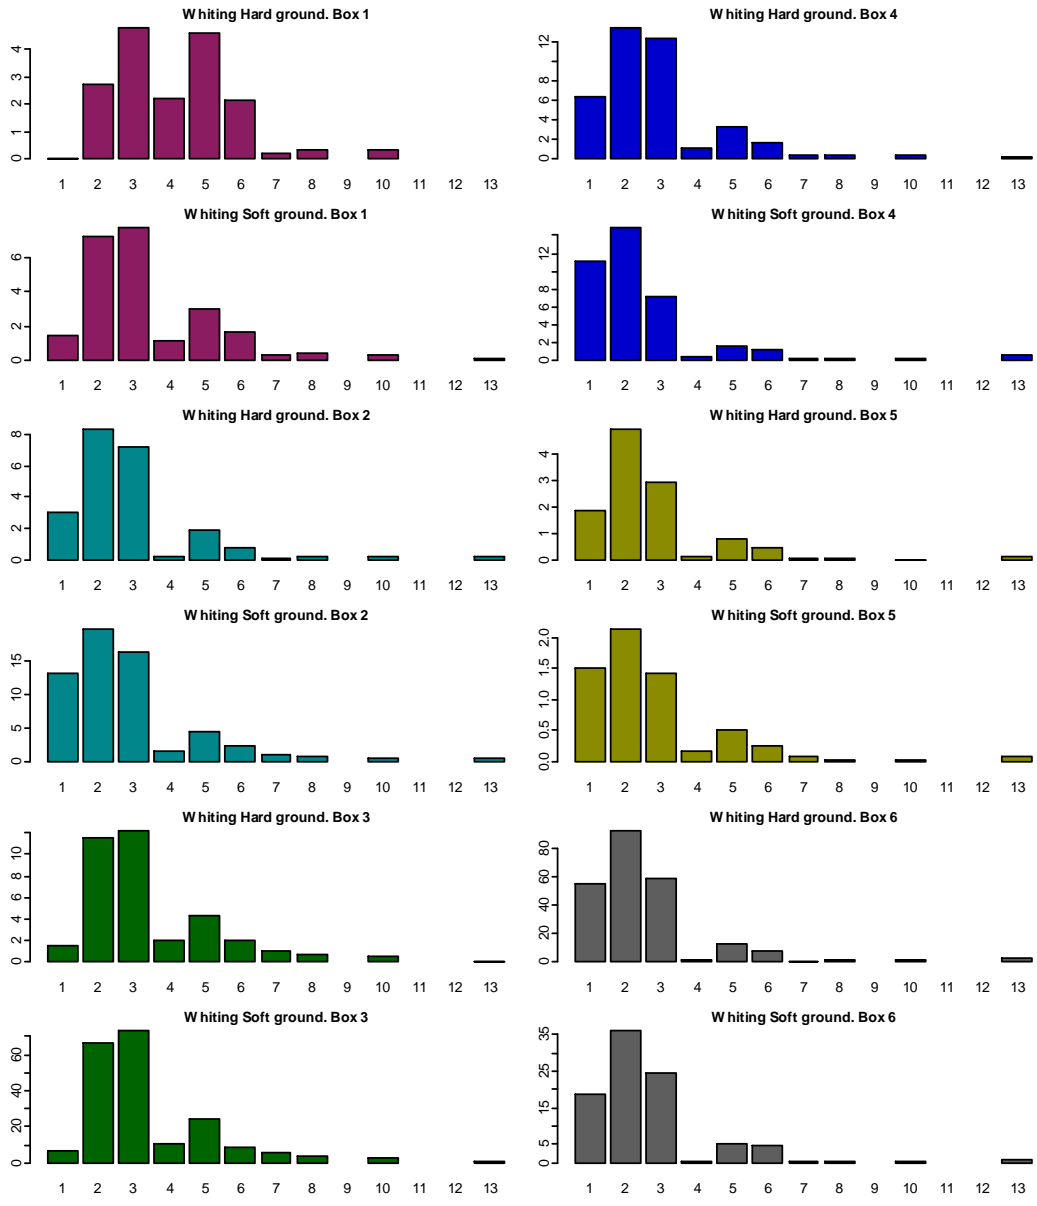 Whiting Hard ground. Box 1
0 1 2 3 4
1 2 3 4 5 6 7 8 9 10 11 12 13
Whiting Hard ground. Box 4
0 2 4 6 8 12
1 2 3 4 5 6 7 8 9 10 11 12 13
Whiting Soft ground. Box 1
0 2 4 6
1 2 3 4 5 6 7 8 9 10 11 12 13
Whiting Soft ground. Box 4
0 2 4 6 8 12
1 2 3 4 5 6 7 8 9 10 11 12 13
Whiting Hard ground. Box 2
0 2 4 6 8
1 2 3 4 5 6 7 8 9 10 11 12 13
Whiting Hard ground. Box 5
0 1 2 3 4
1 2 3 4 5 6 7 8 9 10 11 12 13
Whiting Soft ground. Box 2
0 5 10 15
1 2 3 4 5 6 7 8 9 10 11 12 13
Whiting Soft ground. Box 5
0.0 0.5 1.0 1.5 2.0
1 2 3 4 5 6 7 8 9 10 11 12 13
Whiting Hard ground. Box 3
0 2 4 6 8 10
1 2 3 4 5 6 7 8 9 10 11 12 13
Whiting Hard ground. Box 6
0 20 40 60 80
1 2 3 4 5 6 7 8 9 10 11 12 13
Whiting Soft ground. Box 3
0 20 40 60
1 2 3 4 5 6 7 8 9 10 11 12 13
Whiting Soft ground. Box 6
0 5 15 25 35
1 2 3 4 5 6 7 8 9 10 11 12 13